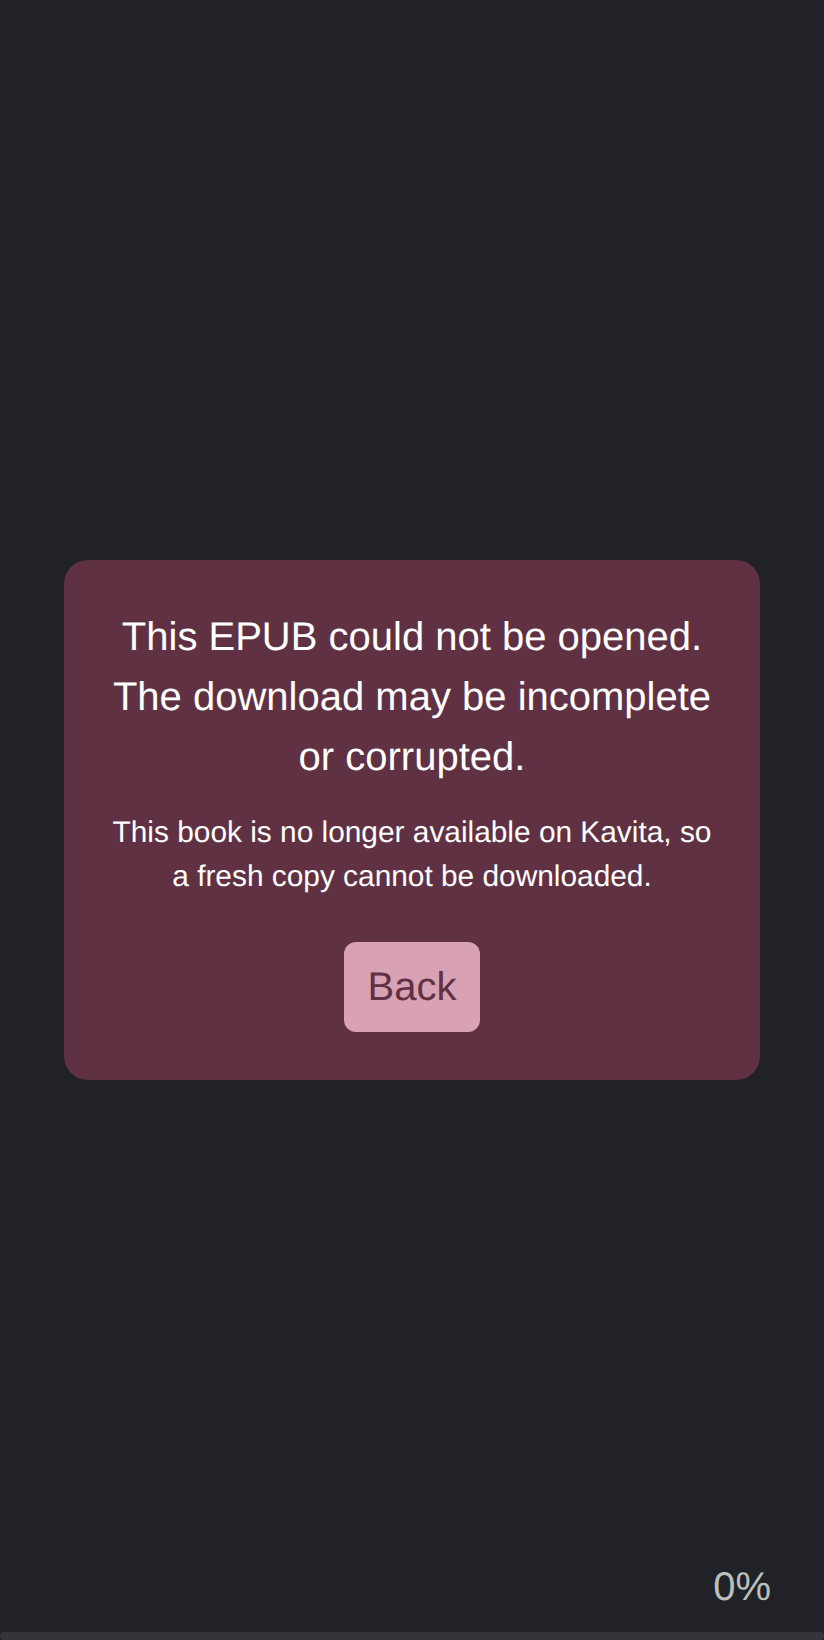 This EPUB could not be opened.
The download may be incomplete
or corrupted.
This book is no longer available on Kavita, so
a fresh copy cannot be downloaded.
Back
0%